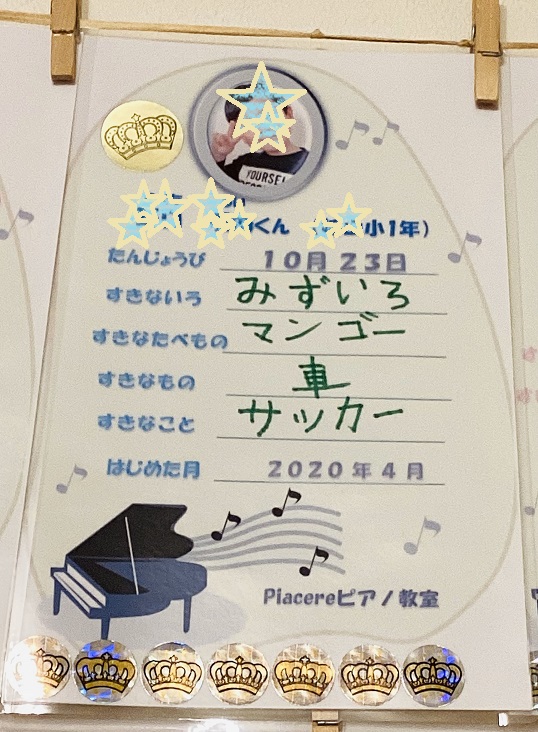 YOURSEL
くん 小1年)
たんじょうび 10月23日
すきないろ みずいろ
すきなたべもの マンゴー
すきなもの 車
すきなこと サッカー
はじめた月 2020年4月
Piacereピアノ教室